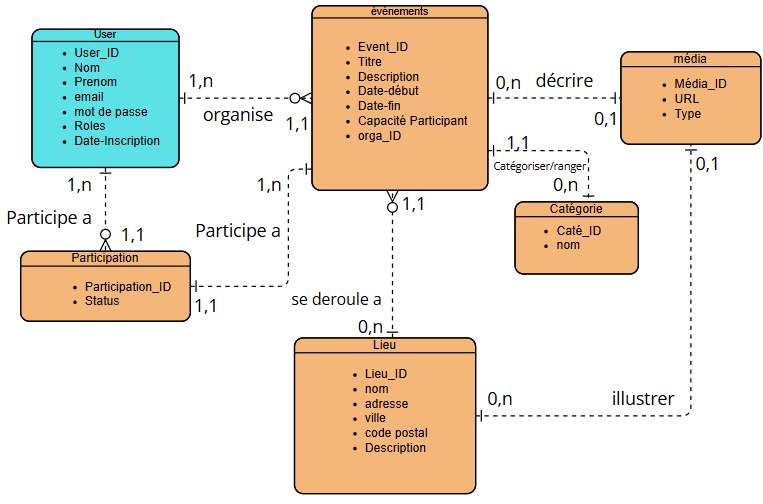 User
User_ID
Nom
Prenom
email
mot de passe
Roles
Date-Inscription
1,n
organise
1,1
évènements
Event_ID
Titre
Description
Date-début
Date-fin
Capacité Participant
orga_ID
0,n
décrire
0,1
média
Média_ID
URL
Type
1,1
Catégoriser/ranger
0,n
0,1
Catégorie
Caté_ID
nom
1,n
Participe a
1,1
1,n
Participe a
1,1
Participation
Participation_ID
Status
1,1
se deroule a
0,n
Lieu
Lieu_ID
nom
adresse
ville
code postal
Description
0,n
illustrer